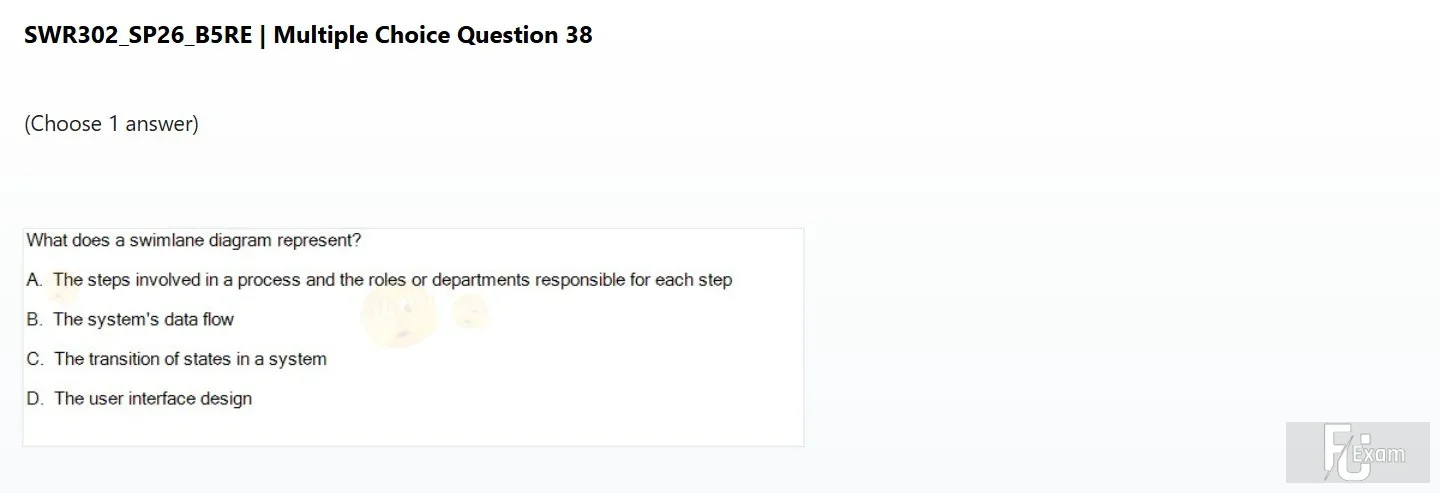 SWR302_SP26_B5RE | Multiple Choice Question 38
(Choose 1 answer)
What does a swimlane diagram represent?
A. The steps involved in a process and the roles or departments responsible for each step
B. The system's data flow
C. The transition of states in a system
D. The user interface design
FU Exam